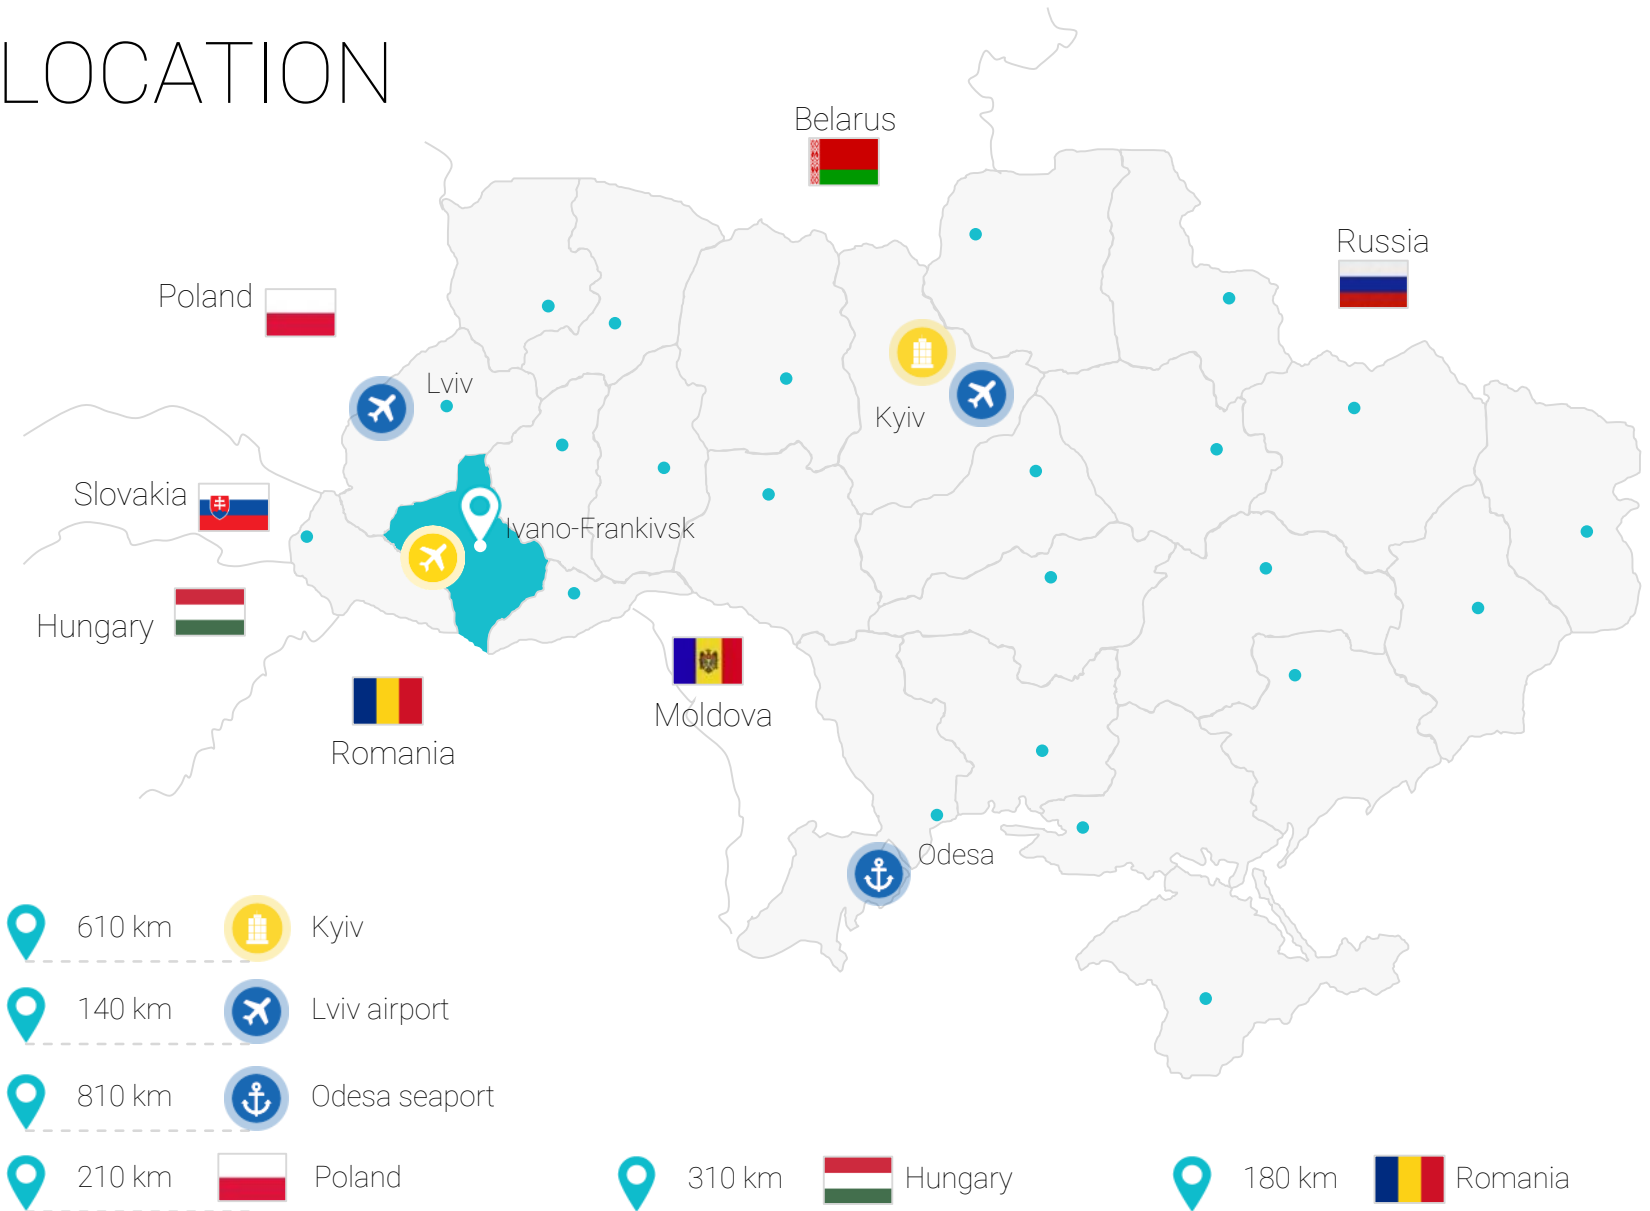 LOCATION
Belarus
Russia
Poland
Lviv
Kyiv
Slovakia
Ivano-Frankivsk
Hungary
Moldova
Romania
Odesa
610 km Kyiv
140 km Lviv airport
810 km Odesa seaport
210 km Poland
310 km Hungary
180 km Romania